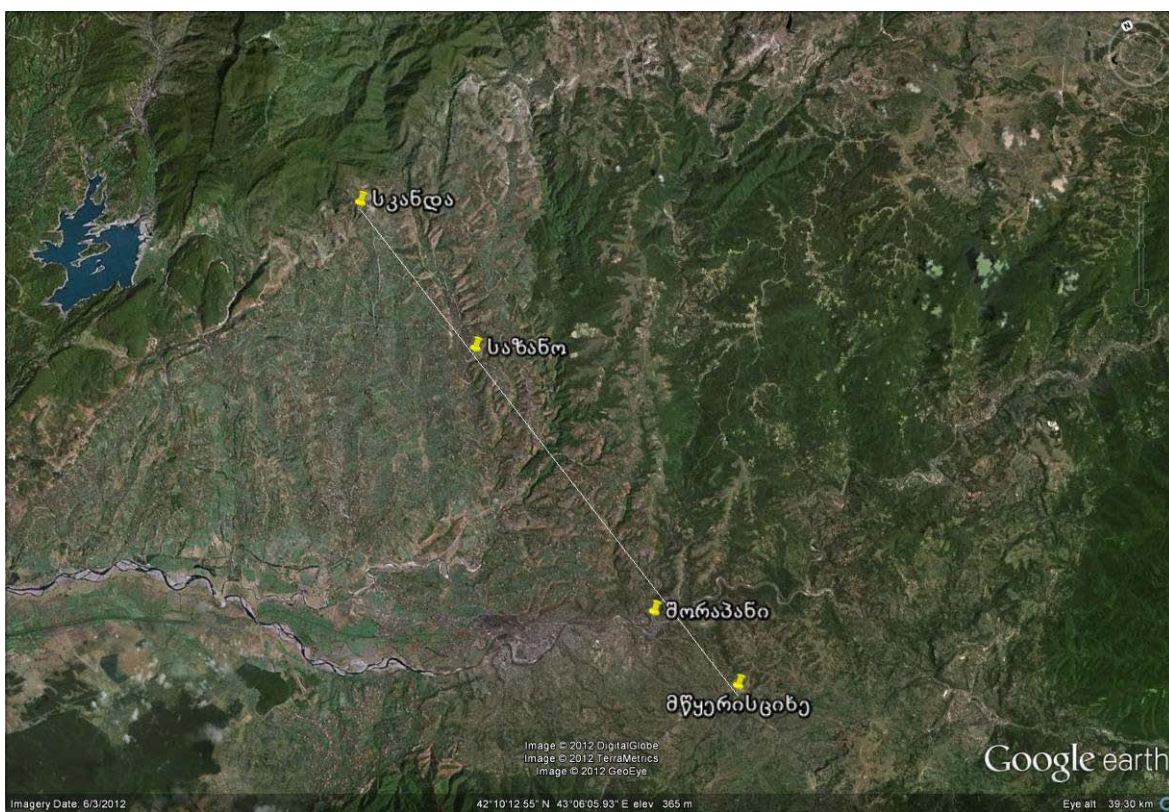 N
სკანდა
საზანო
შორაპანი
მწყერისციხე
Image © 2012 DigitalGlobe
Image © 2012 TerraMetrics
Image © 2012 GeoEye
Google earth
Imagery Date: 6/3/2012 42°10'12.55" N 43°06'05.93" E elev 365 m Eye alt 39.30 km